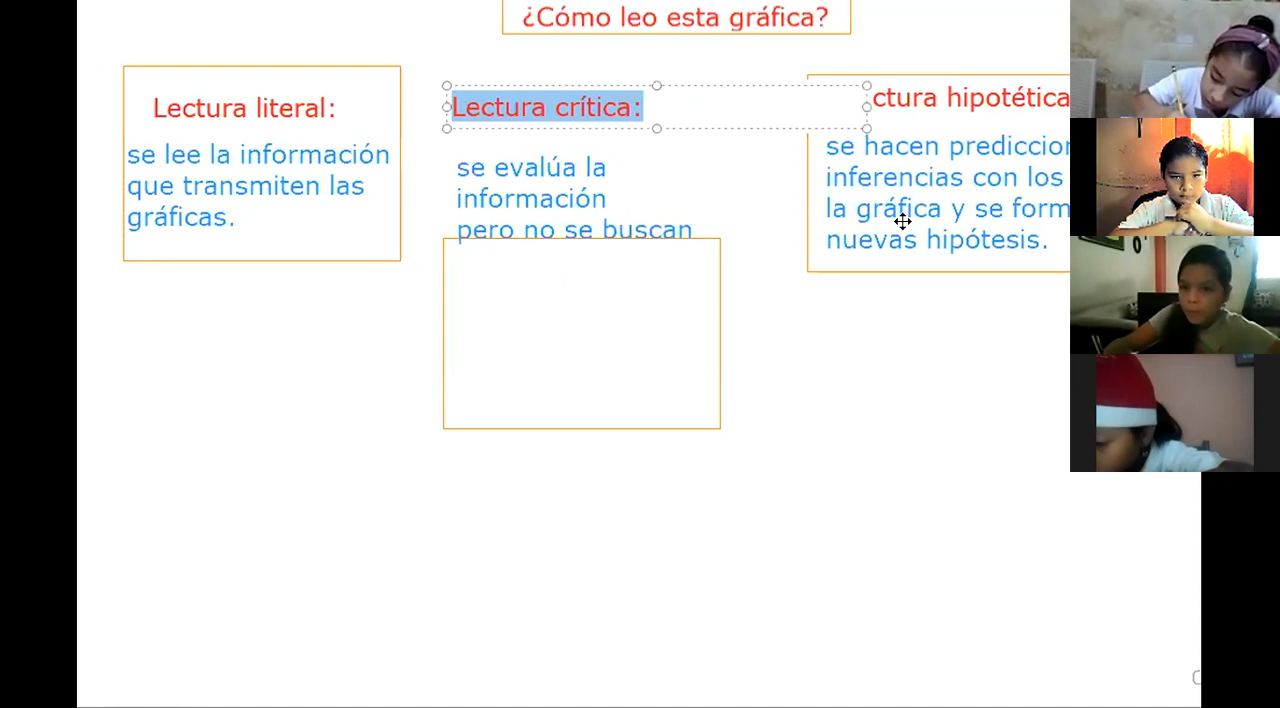 ¿Cómo leo esta gráfica?
Lectura literal:
se lee la información
que transmiten las
gráficas.
Lectura crítica:
se evalúa la
información
pero no se buscan
ctura hipotética
se hacen prediccion
inferencias con los
la gráfica y se form
nuevas hipótesis.